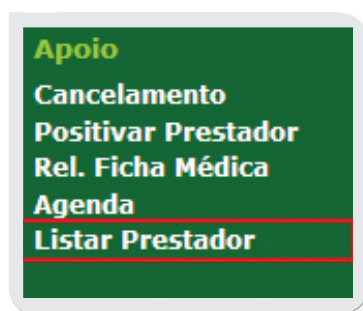 Apoio
Cancelamento
Positivar Prestador
Rel. Ficha Médica
Agenda
Listar Prestador